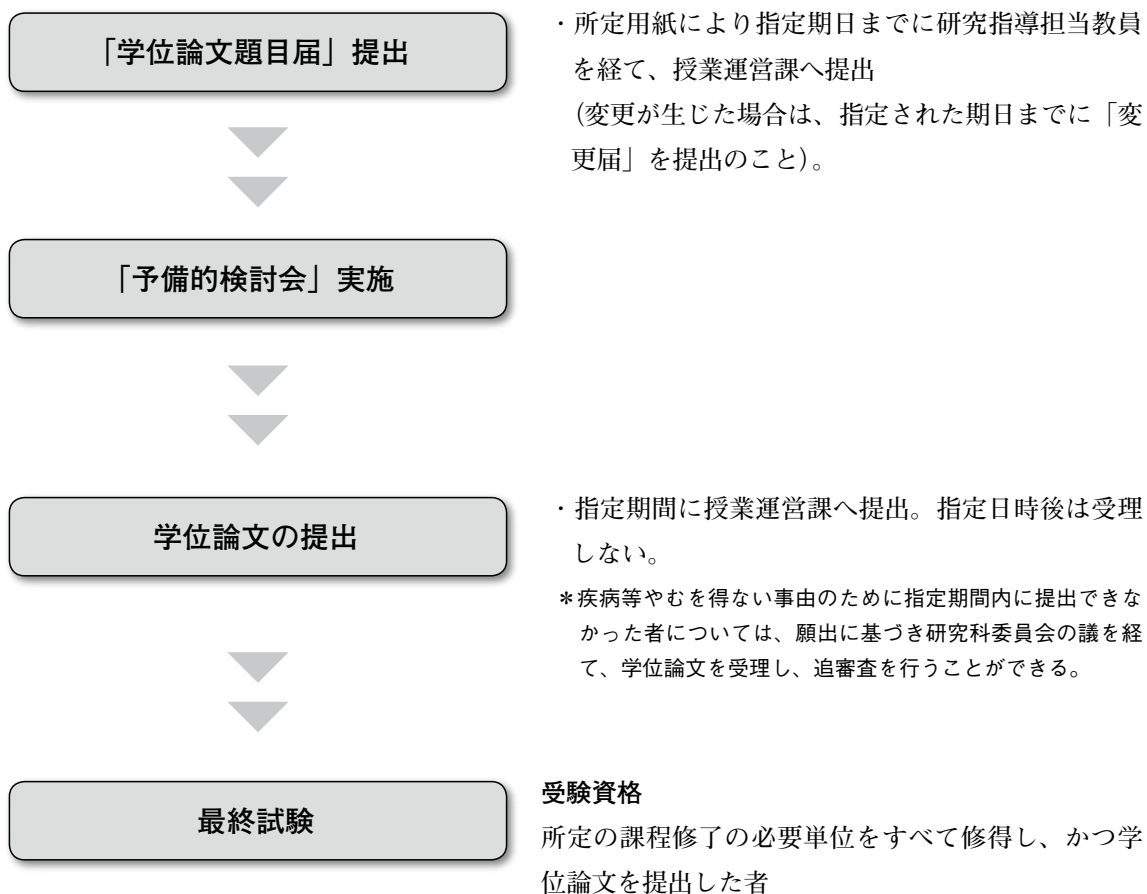 「学位論文題目届」提出
・所定用紙により指定期日までに研究指導担当教員
を経て、授業運営課へ提出
(変更が生じた場合は、指定された期日までに「変
更届」を提出のこと)。
「予備的検討会」実施
学位論文の提出
・指定期間に授業運営課へ提出。指定日時後は受理
しない。
*疾病等やむを得ない事由のために指定期間内に提出できな
かった者については、願出に基づき研究科委員会の議を経
て、学位論文を受理し、追審査を行うことができる。
最終試験
受験資格
所定の課程修了の必要単位をすべて修得し、かつ学
位論文を提出した者